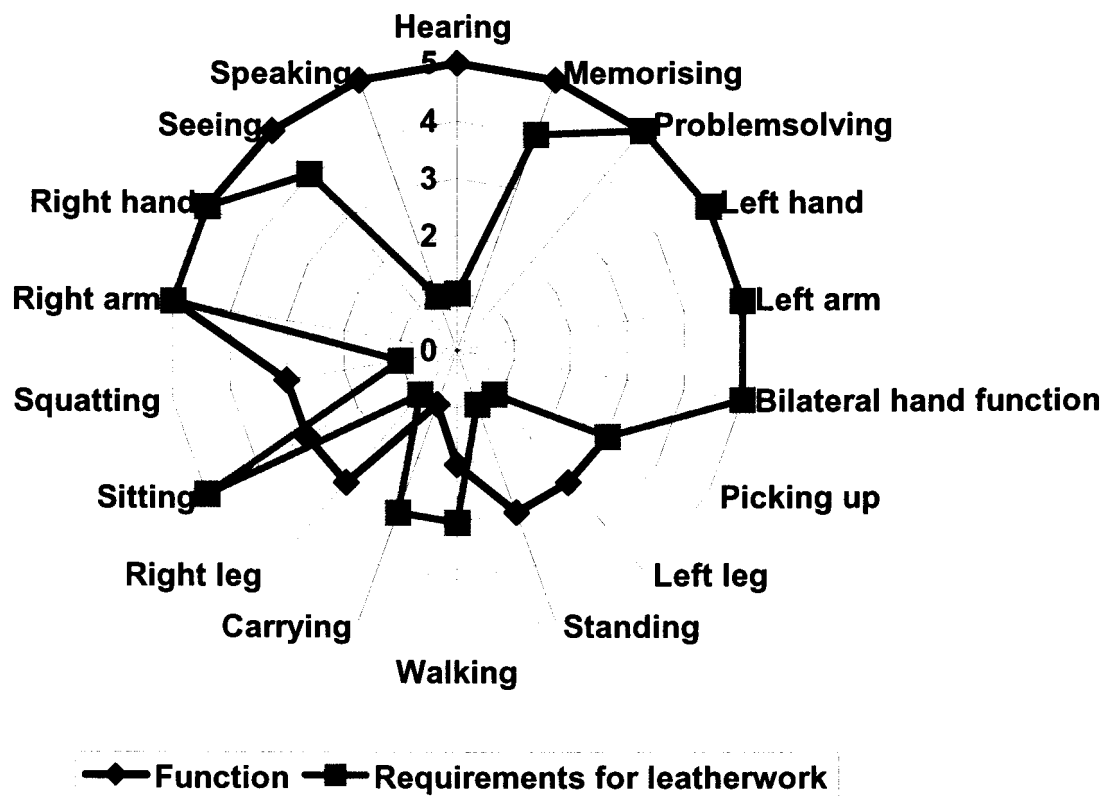 Hearing
5
Speaking
Memorising
4
Seeing
Problemsolving
3
Right hand
Left hand
2
Right arm
Left arm
0
Squatting
Bilateral hand function
Sitting
Picking up
Right leg
Left leg
Carrying
Standing
Walking
Function
Requirements for leatherwork